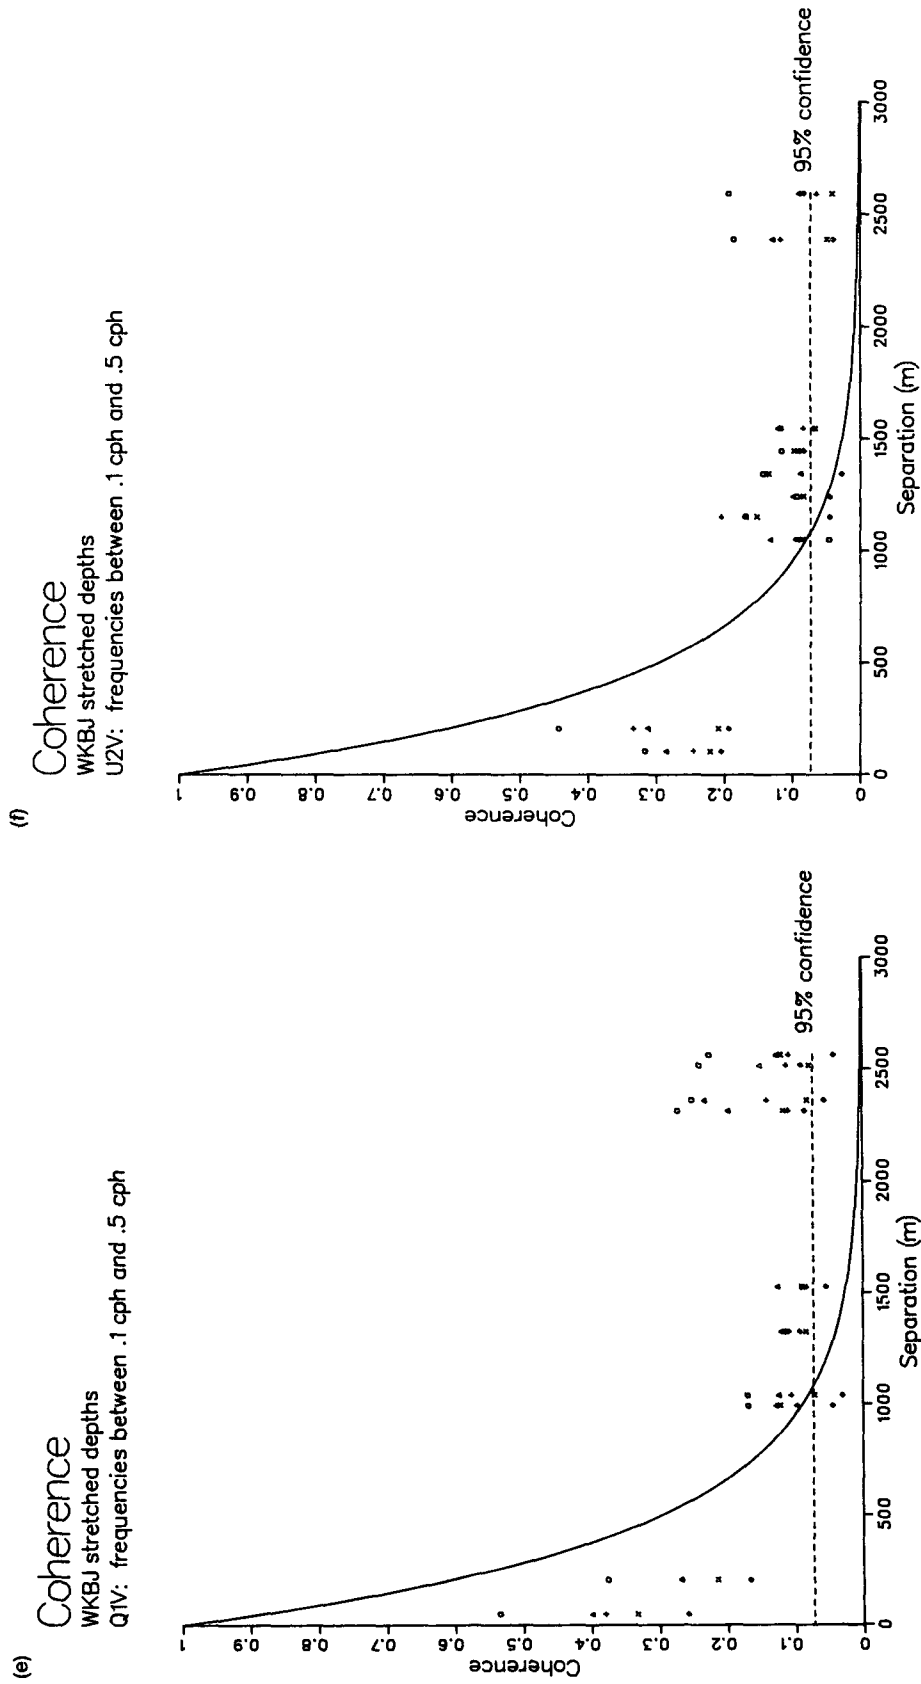 (e)
Coherence
WKBJ stretched depths
Q1V: frequencies between .1 cph and .5 cph
1
0.9
0.8
0.7
0.6
0.5
0.4
0.3
0.2
0.1
0
Coherence
95% confidence
0
500
1000
1500
2000
2500
3000
Separation (m)
(f)
Coherence
WKBJ stretched depths
U2V: frequencies between .1 cph and .5 cph
1
0.9
0.8
0.7
0.6
0.5
0.4
0.3
0.2
0.1
0
Coherence
95% confidence
0
500
1000
1500
2000
2500
3000
Separation (m)